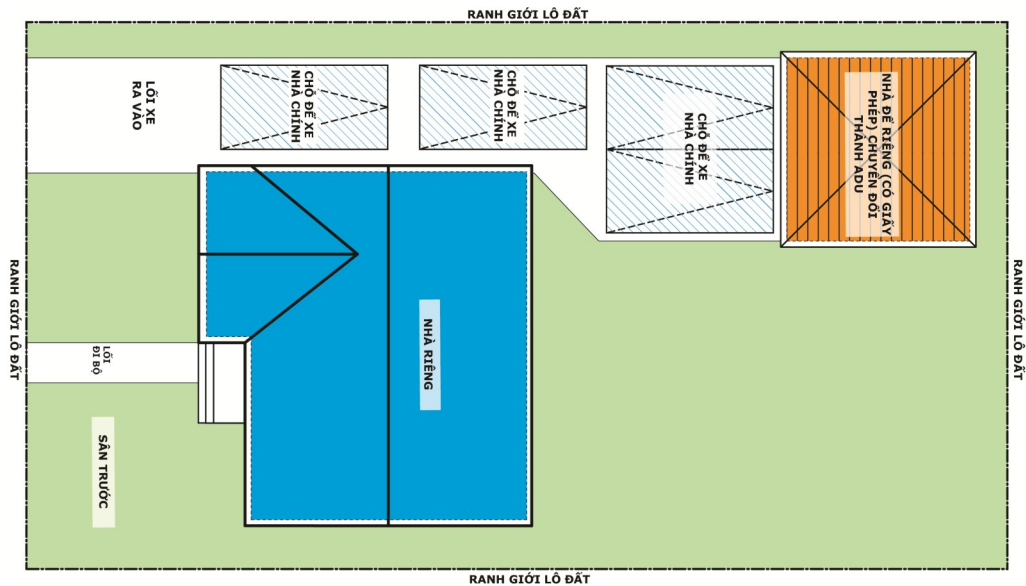 RANH GIỚI LÔ ĐẤT
LỐI XE
RA VÀO
CHỖ ĐỂ XE
NHÀ CHÍNH
CHỖ ĐỂ XE
NHÀ CHÍNH
CHỖ ĐỂ XE
NHÀ CHÍNH
NHÀ ĐỂ RIÊNG (CÓ GIẤY
PHÉP) CHUYỂN ĐỔI
THÀNH ADU
RANH GIỚI LÔ ĐẤT
LỐI
ĐI BỘ
NHÀ RIÊNG
SÂN TRƯỚC
RANH GIỚI LÔ ĐẤT
RANH GIỚI LÔ ĐẤT